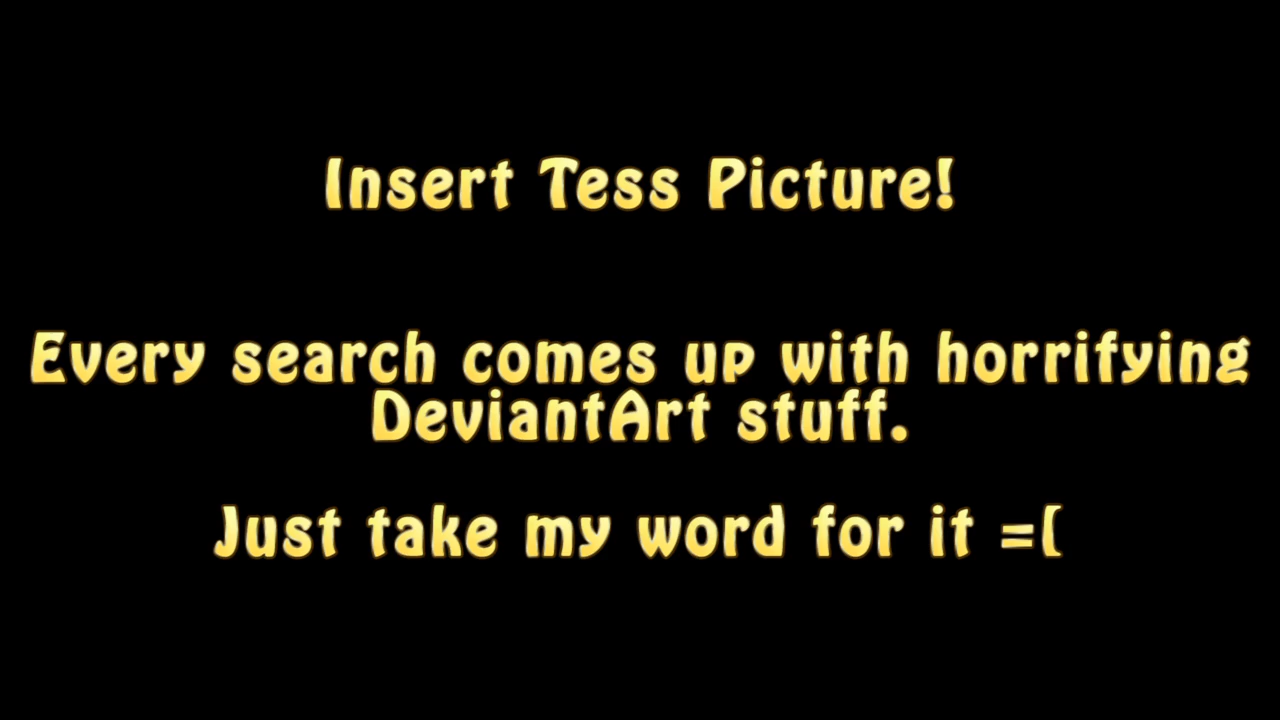 Insert Tess Picture!
Every search comes up with horrifying
DeviantArt stuff.
Just take my word for it =(